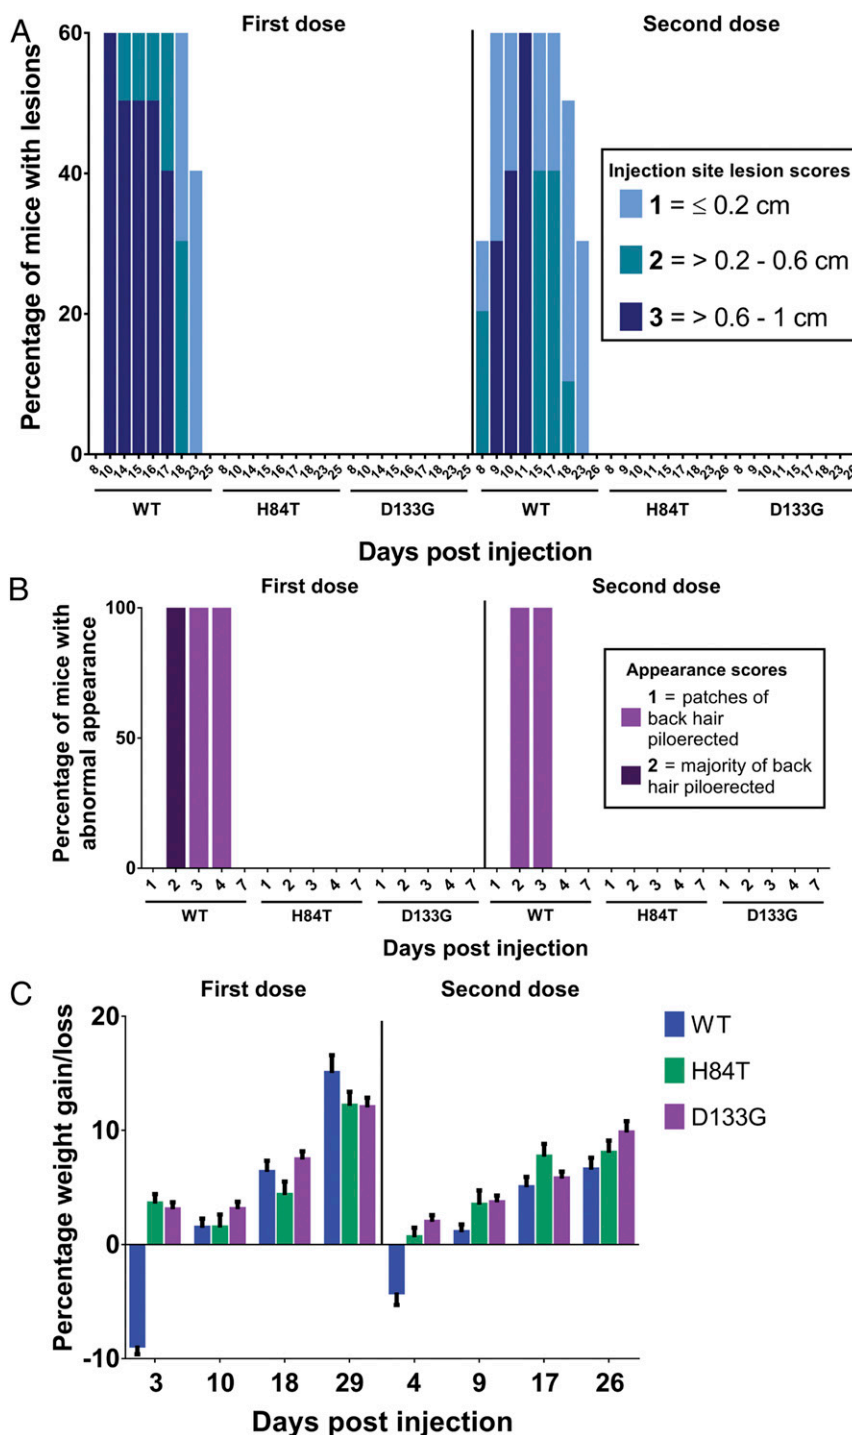 A
First dose
Second dose
Percentage of mice with lesions
60
40
20
0
Injection site lesion scores
1 = ≤ 0.2 cm
2 = > 0.2 - 0.6 cm
3 = > 0.6 - 1 cm
8 10 14 15 16 17 18 23 25 8 10 14 15 16 17 18 23 25 8 10 14 15 16 17 18 23 25 8 9 10 11 15 17 18 23 26 8 9 10 11 15 17 18 23 26 8 9 10 11 15 17 18 23
WT H84T D133G WT H84T D133G
Days post injection
B
First dose
Second dose
Percentage of mice with
abnormal appearance
100
50
0
Appearance scores
1 = patches of
back hair
piloerected
2 = majority of back
hair piloerected
1 2 3 4 7 1 2 3 4 7 1 2 3 4 7 1 2 3 4 7 1 2 3 4 7 1 2 3 4 7
WT H84T D133G WT H84T D133G
Days post injection
C
First dose
Second dose
Percentage weight gain/loss
20
10
0
-10
WT
H84T
D133G
3 10 18 29 4 9 17 26
Days post injection